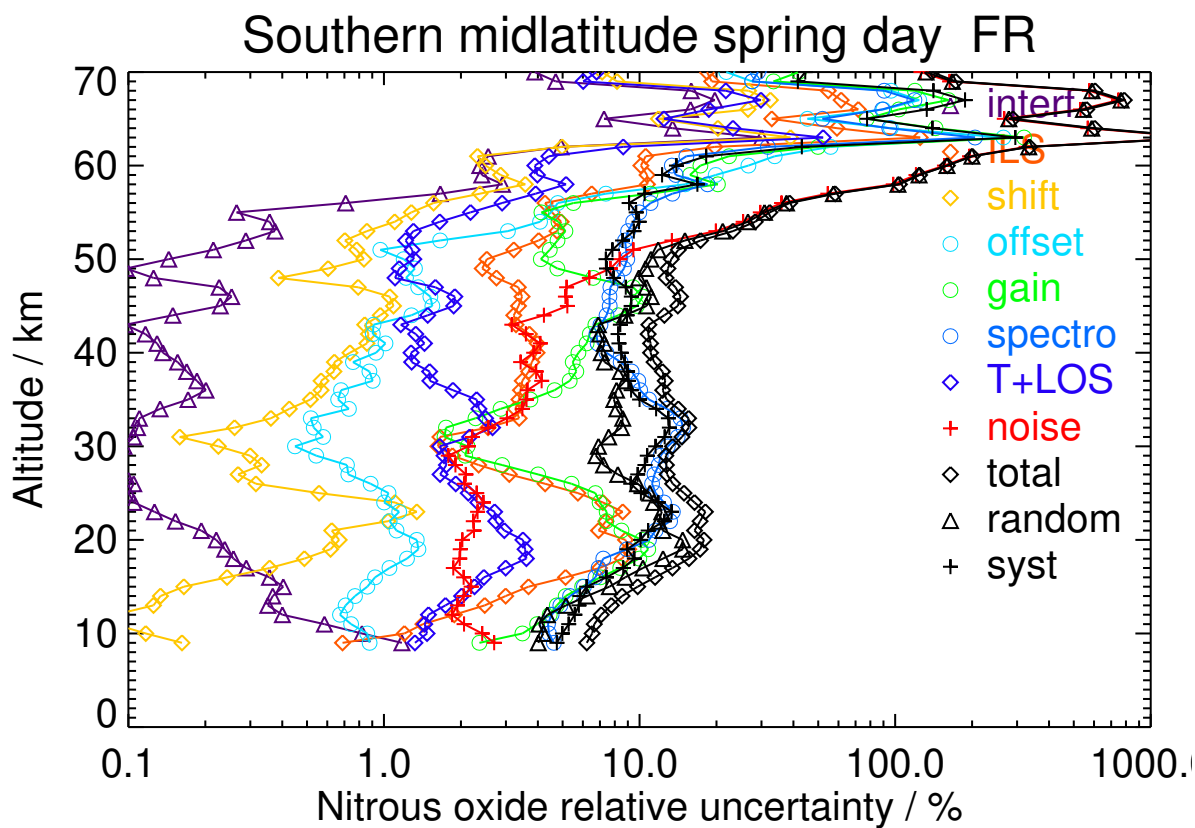 Southern midlatitude spring day FR
70
60
50
40
30
20
10
0
Altitude / km
interf
ILS
shift
offset
gain
spectro
T+LOS
noise
total
random
syst
0.1 1.0 10.0 100.0 1000.0
Nitrous oxide relative uncertainty / %